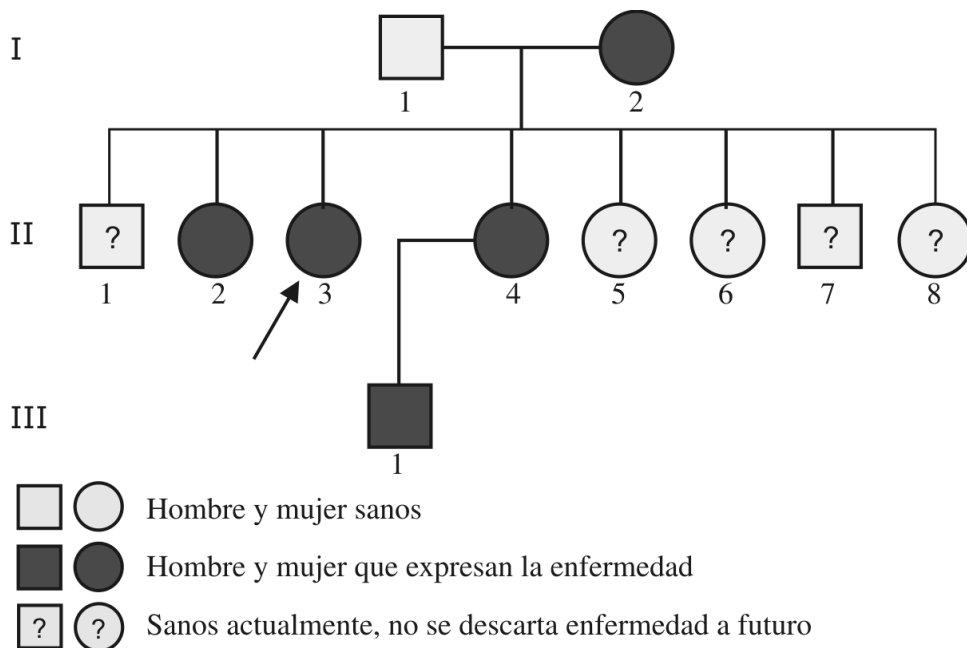 I
1 2
II
? ? ? ? ?
1 2 3 4 5 6 7 8
III
1
Hombre y mujer sanos
Hombre y mujer que expresan la enfermedad
? ? Sanos actualmente, no se descarta enfermedad a futuro